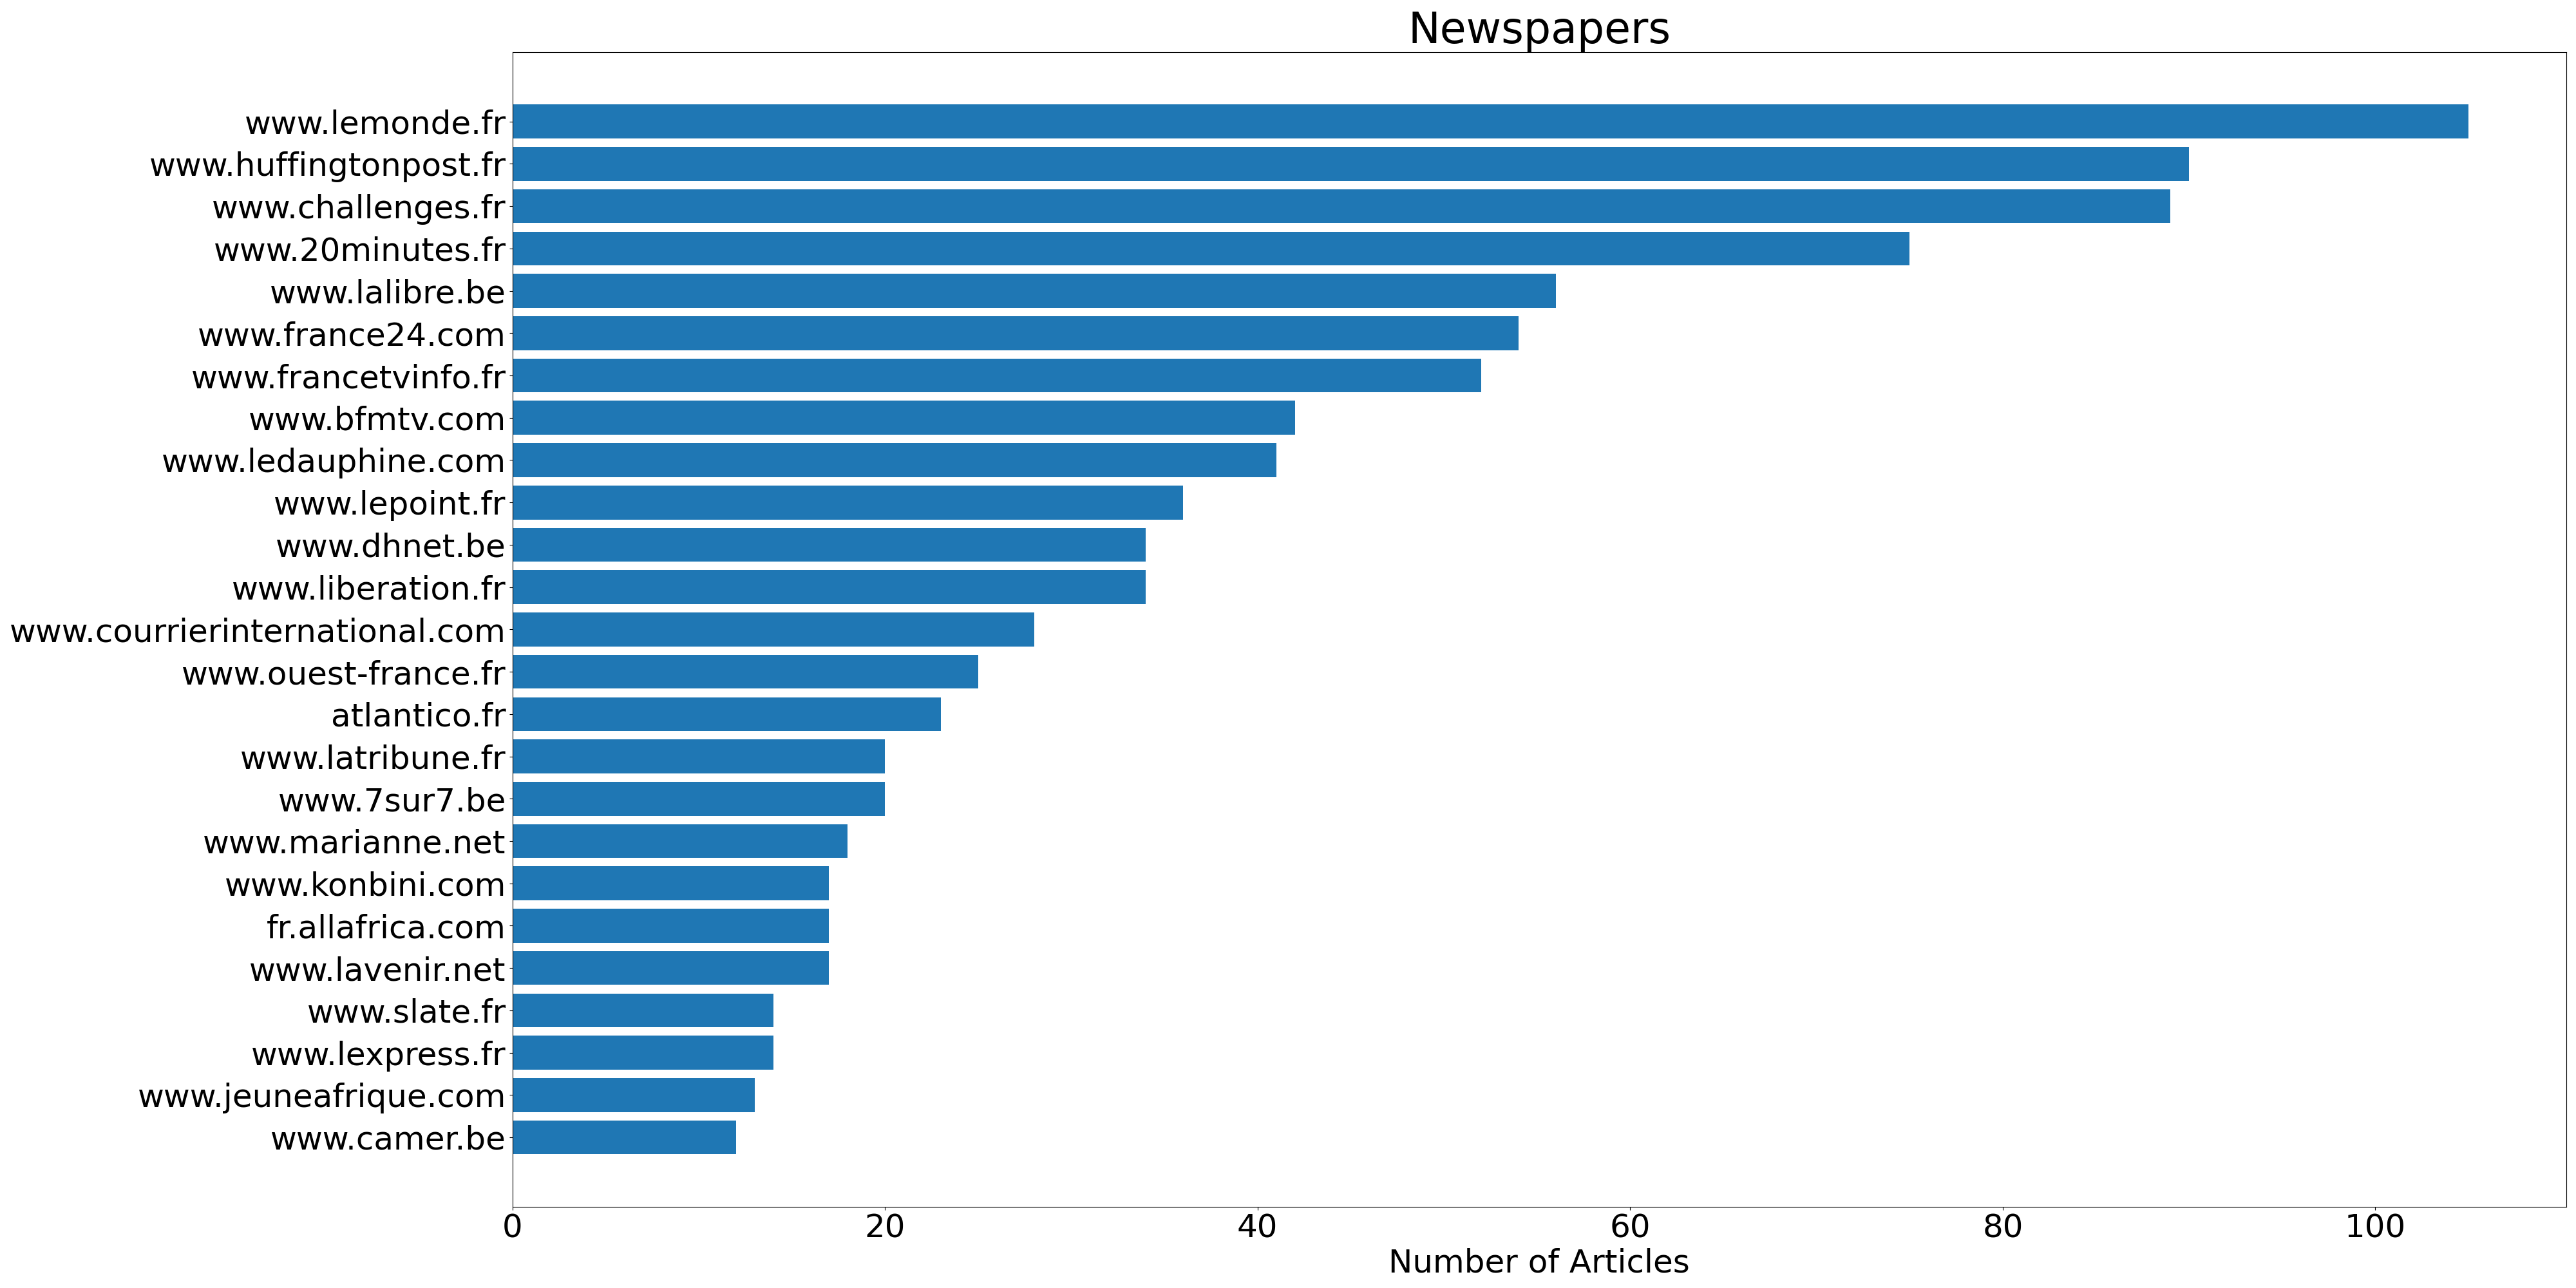 Newspapers
www.lemonde.fr
www.huffingtonpost.fr
www.challenges.fr
www.20minutes.fr
www.lalibre.be
www.france24.com
www.francetvinfo.fr
www.bfmtv.com
www.ledauphine.com
www.lepoint.fr
www.dhnet.be
www.liberation.fr
www.courrierinternational.com
www.ouest-france.fr
atlantico.fr
www.latribune.fr
www.7sur7.be
www.marianne.net
www.konbini.com
fr.allafrica.com
www.lavenir.net
www.slate.fr
www.lexpress.fr
www.jeuneafrique.com
www.camer.be
0 20 40 60 80 100
Number of Articles